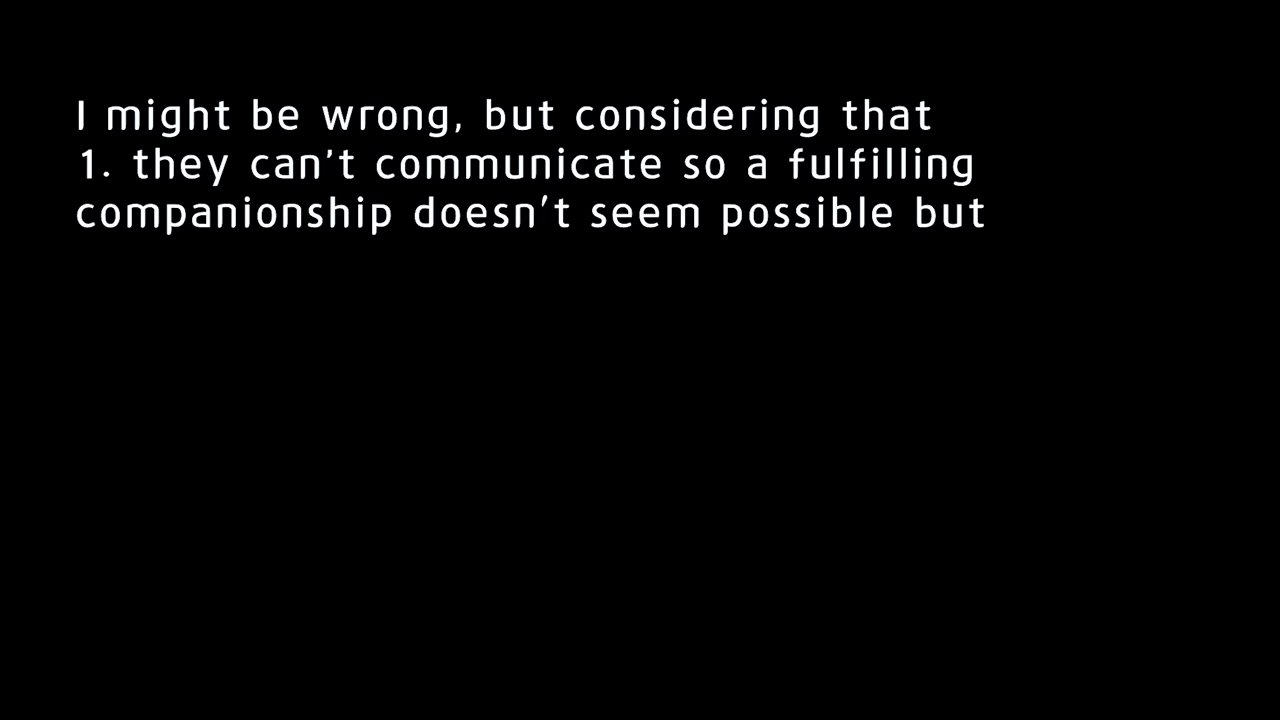 I might be wrong, but considering that
1. they can't communicate so a fulfilling
companionship doesn't seem possible but